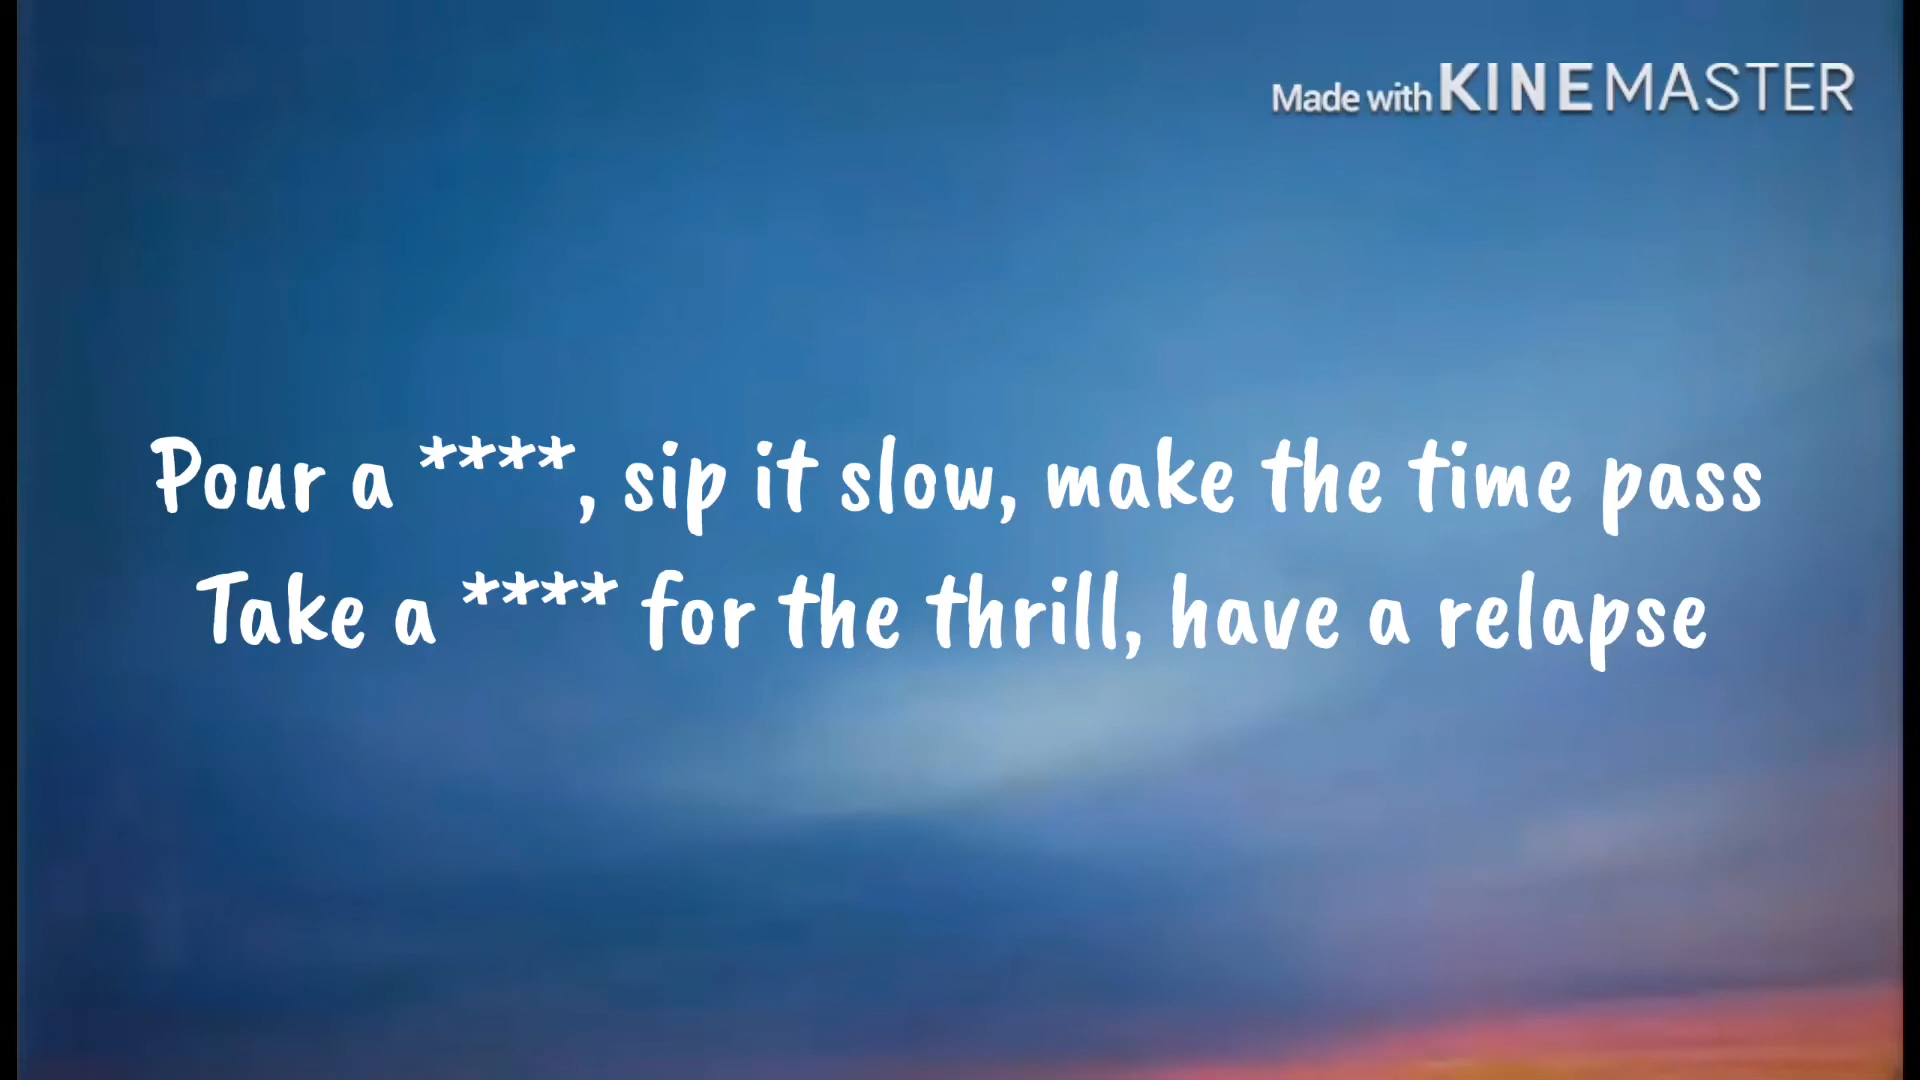 Made with KINEMASTER
Pour a ****, sip it slow, make the time pass
Take a **** for the thrill, have a relapse